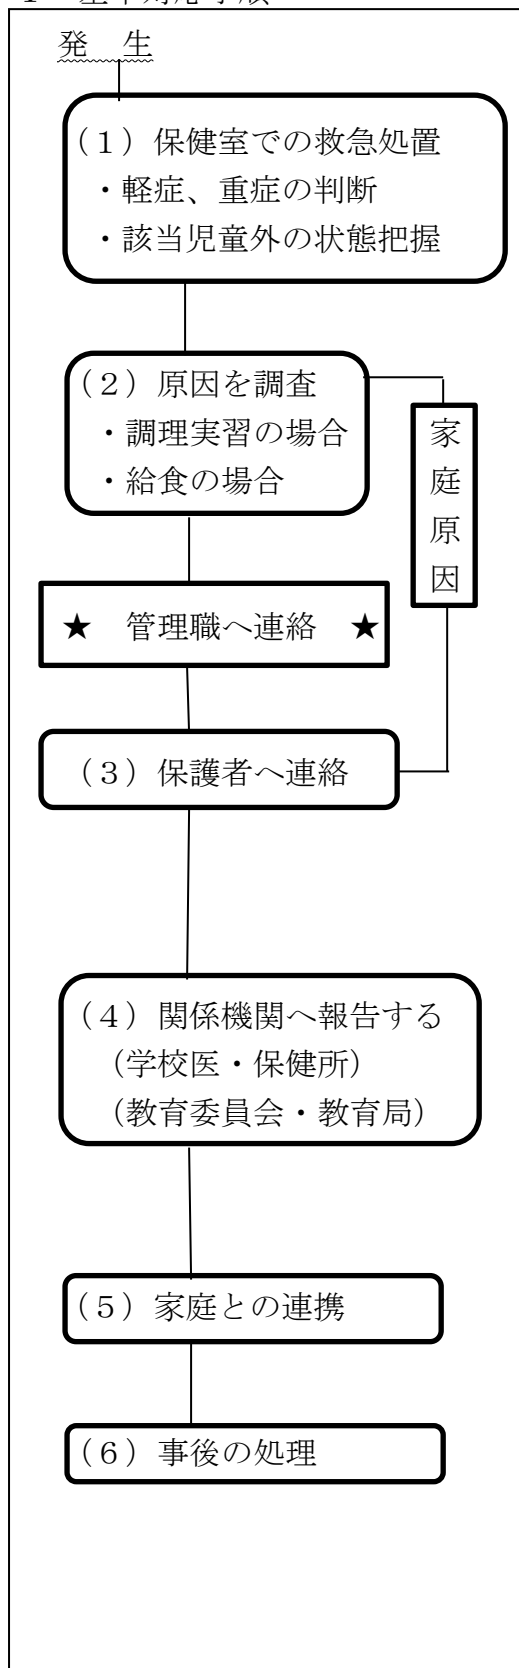 発　生
（１）保健室での救急処置
・軽症、重症の判断
・該当児童外の状態把握
（２）原因を調査
・調理実習の場合
・給食の場合
家庭原因
★　管理職へ連絡　★
（３）保護者へ連絡
（４）関係機関へ報告する
（学校医・保健所）
（教育委員会・教育局）
（５）家庭との連携
（６）事後の処理